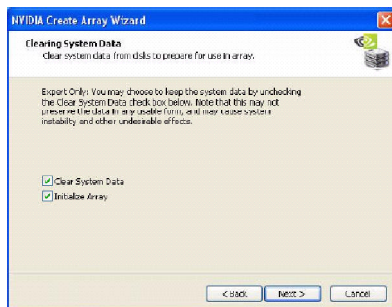 NVIDIA Create Array Wizard
Clearing System Data
Clear system data from disks to prepare for use in array.
Expert Only: You may choose to keep the system data by unchecking
the Clear System Data check box below. Note that this may not
preserve the data in any usable form, and may cause system
instability and other undesirable effects.
Clear System Data
Initialize Array
< Back
Next >
Cancel